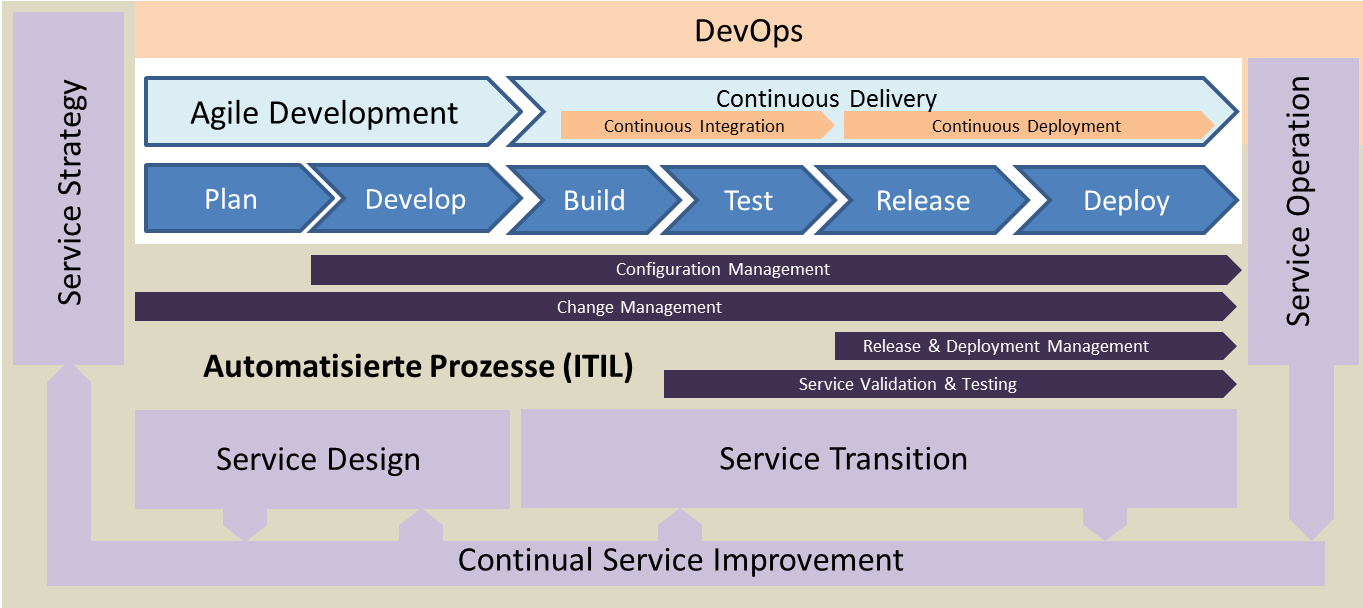 DevOps
Service Strategy
Agile Development
Continuous Delivery
Continuous Integration
Continuous Deployment
Service Operation
Plan
Develop
Build
Test
Release
Deploy
Configuration Management
Change Management
Release & Deployment Management
Automatisierte Prozesse (ITIL)
Service Validation & Testing
Service Design
Service Transition
Continual Service Improvement